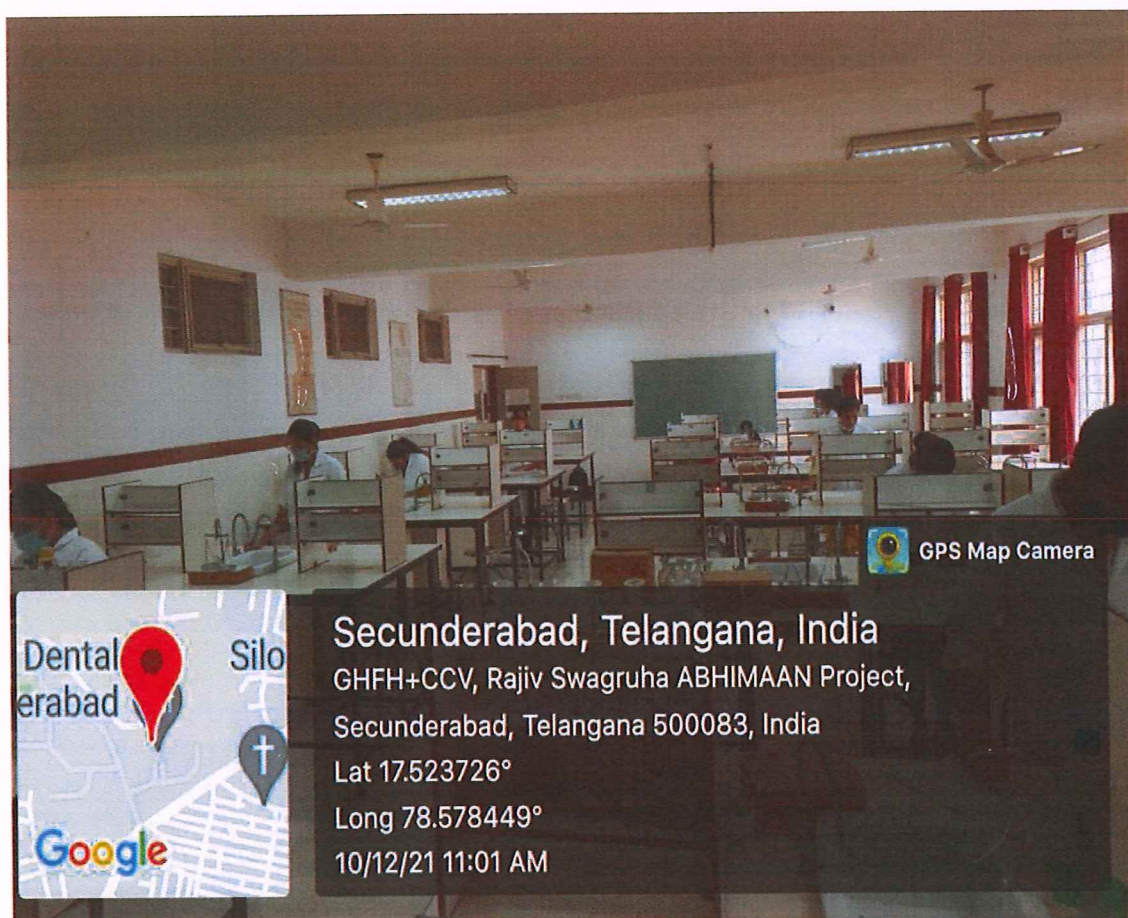 GPS Map Camera
Dental
Silo
erabad
Google
Secunderabad, Telangana, India
GHFH+CCV, Rajiv Swagruha ABHIMAAN Project,
Secunderabad, Telangana 500083, India
Lat 17.523726°
Long 78.578449°
10/12/21 11:01 AM